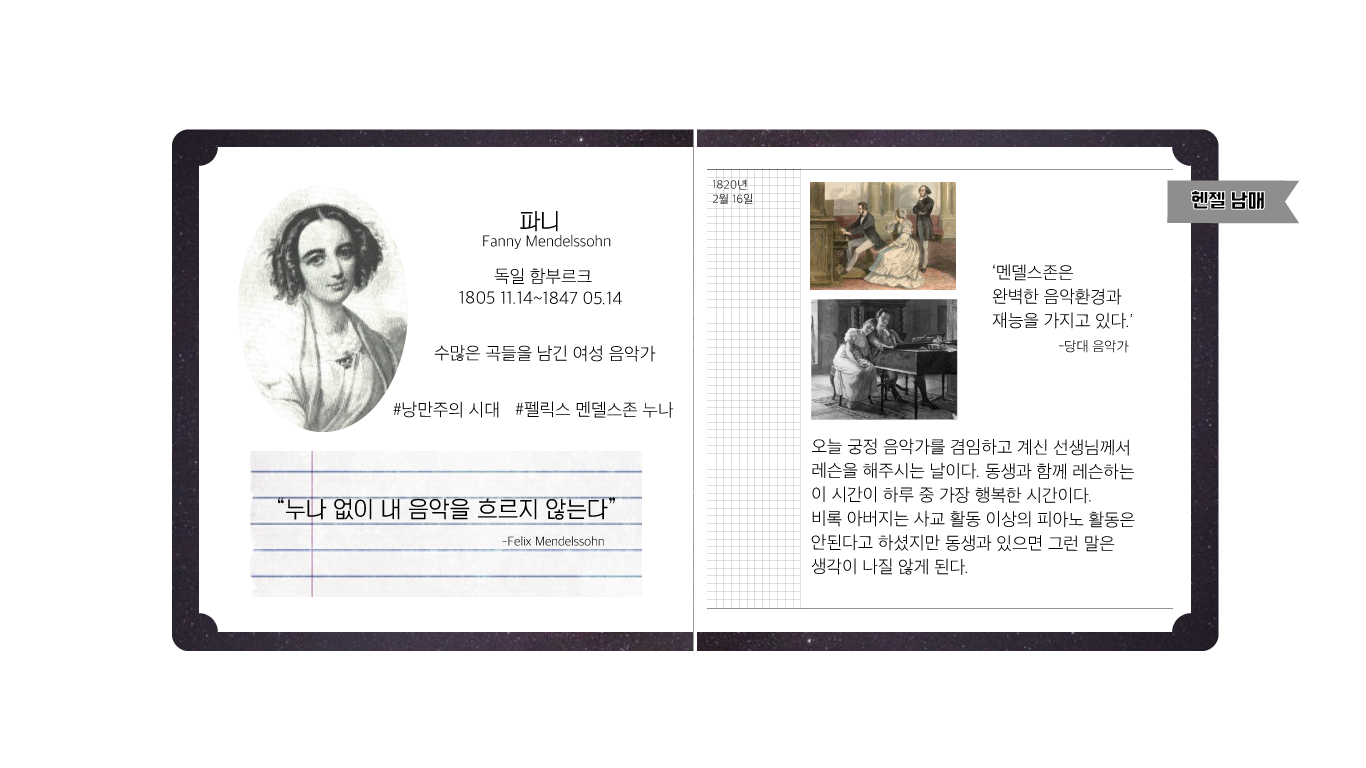 파니
Fanny Mendelssohn
독일 함부르크
1805 11.14~1847 05.14
수많은 곡들을 남긴 여성 음악가
#낭만주의 시대 #펠릭스 멘델스존 누나
“누나 없이 내 음악을 흐르지 않는다”
-Felix Mendelssohn
1820년
2월 16일
헨젤 남매
‘멘델스존은
완벽한 음악환경과
재능을 가지고 있다.’
-당대 음악가
오늘 궁정 음악가를 겸임하고 계신 선생님께서
레슨을 해주시는 날이다. 동생과 함께 레슨하는
이 시간이 하루 중 가장 행복한 시간이다.
비록 아버지는 사교 활동 이상의 피아노 활동은
안된다고 하셨지만 동생과 있으면 그런 말은
생각이 나질 않게 된다.